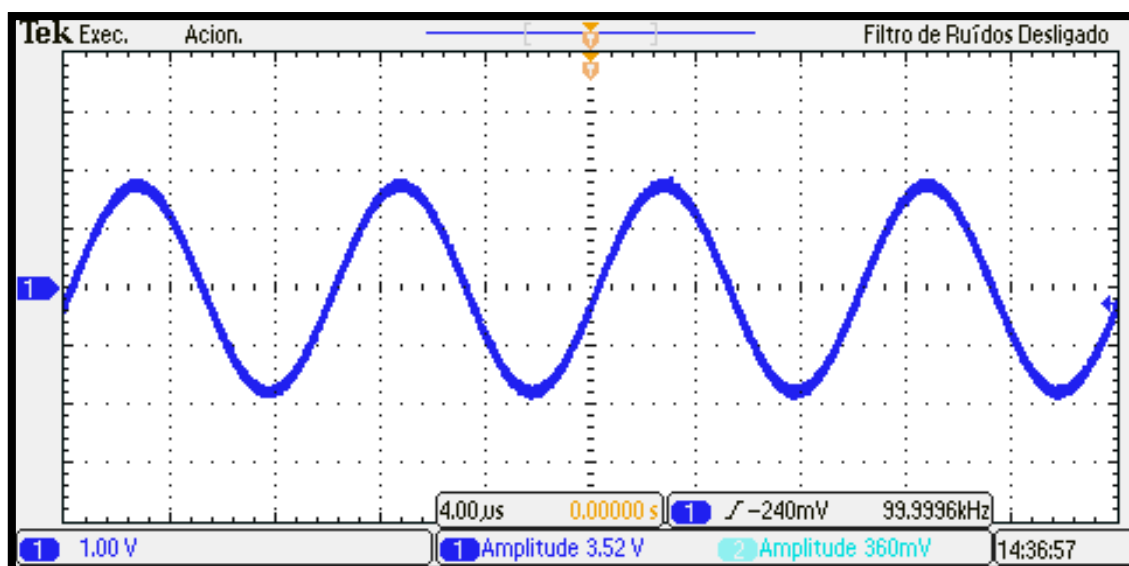 Tek Exec. Acion. Filtro de Ruídos Desligado
T
T
1
4.00µs 0.00000 s 1 -240mV 99.9996kHz
1 1.00 V 1 Amplitude 3.52 V 2 Amplitude 360mV 14:36:57